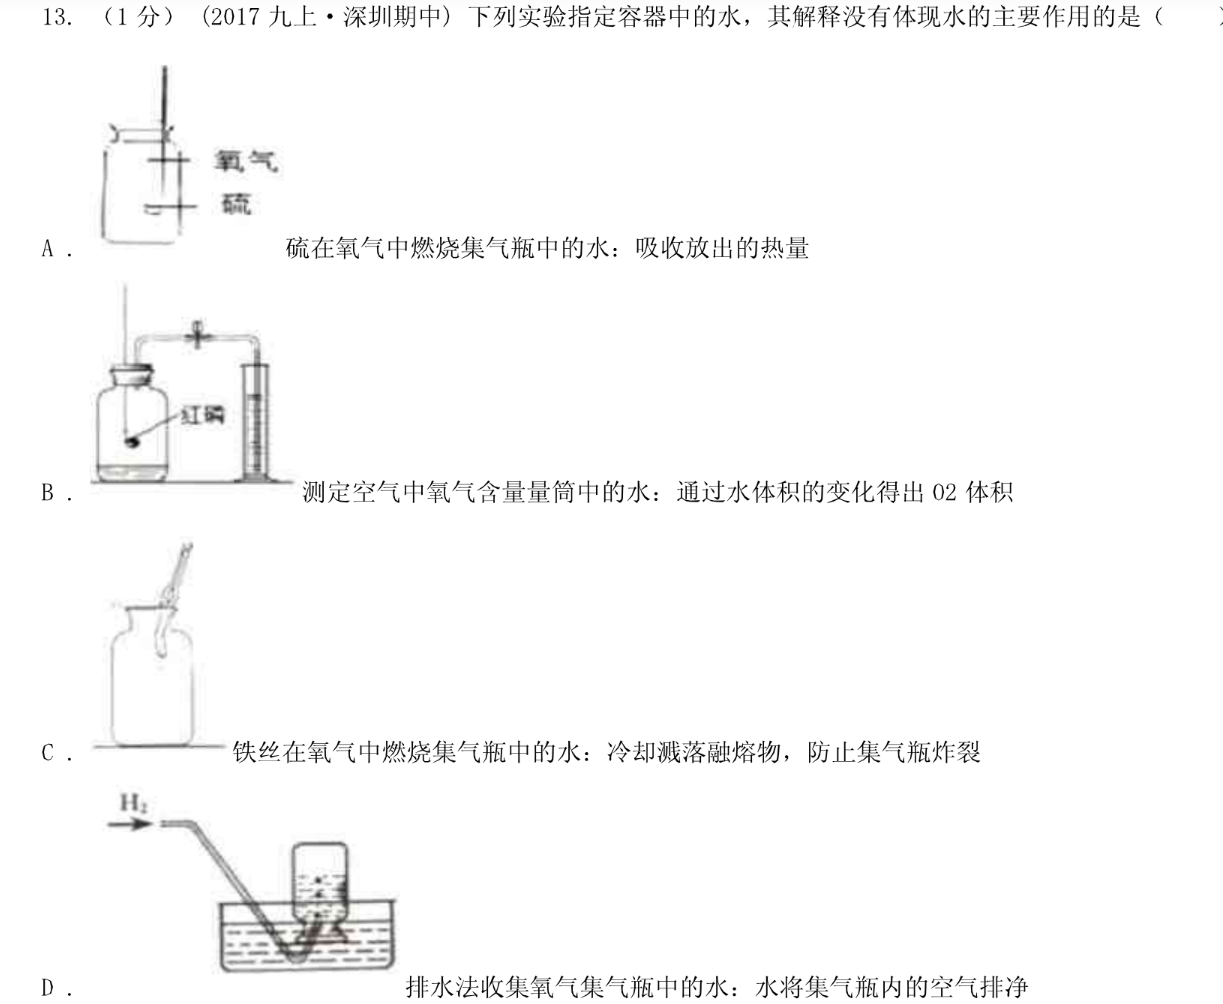 13. （1分）(2017九上·深圳期中) 下列实验指定容器中的水，其解释没有体现水的主要作用的是（ ）
氧气
硫
A . 硫在氧气中燃烧集气瓶中的水：吸收放出的热量
红磷
B . 测定空气中氧气含量量筒中的水：通过水体积的变化得出 O2 体积
C . 铁丝在氧气中燃烧集气瓶中的水：冷却溅落融熔物，防止集气瓶炸裂
H₂
D . 排水法收集氧气集气瓶中的水：水将集气瓶内的空气排净